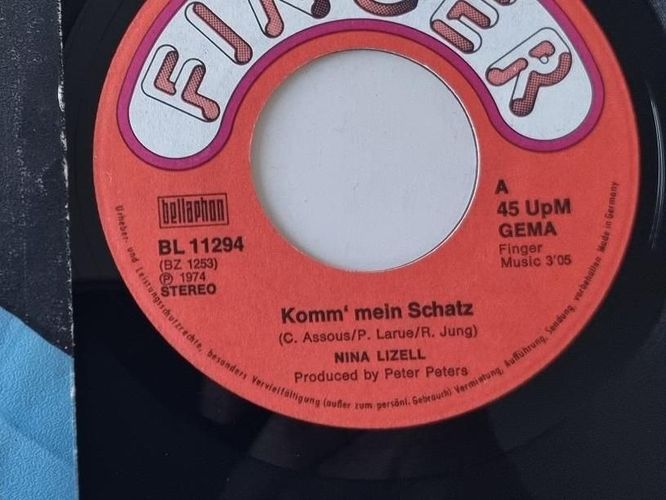 FINGER
bellaphon
BL 11294
(BZ 1253)
Ⓟ 1974
STEREO
A
45 UpM
GEMA
Finger
Music 3'05
Komm' mein Schatz
(C. Assous/P. Larue/R. Jung)
NINA LIZELL
Produced by Peter Peters
Urheber- und Leistungsschutzrechte, besonders Vervielfältigung (außer zum persönl. Gebrauch) Vermietung, Aufführung, Sendung, vorbehalten Made in Germany